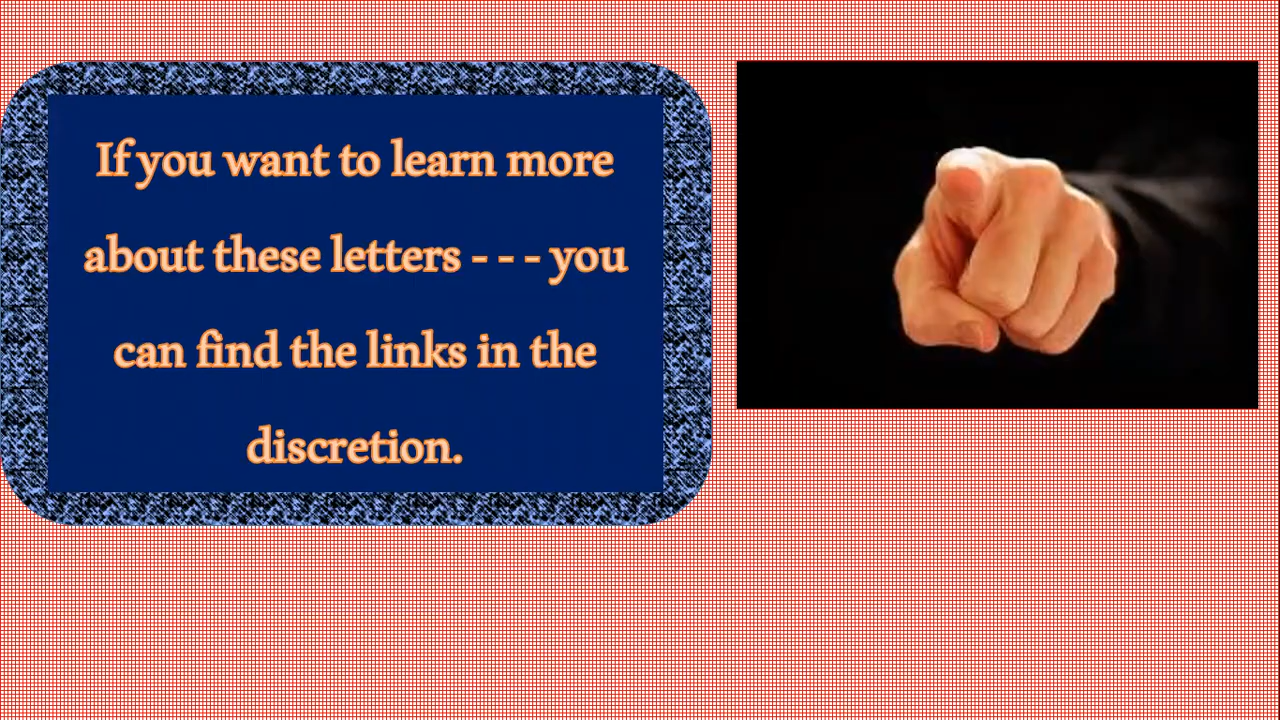 If you want to learn more
about these letters - - - you
can find the links in the
discretion.